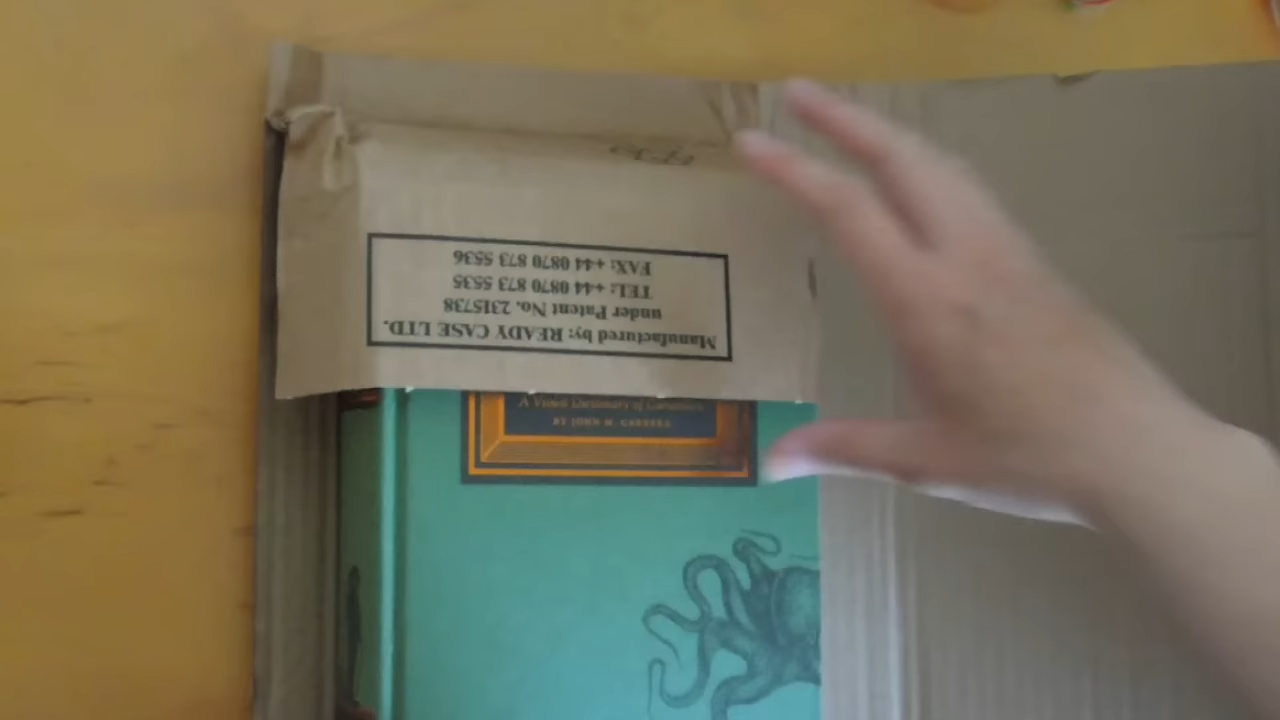 Manufactured by: READY CASE LTD.
under Patent No. 2315738
TEL: +44 0870 873 5535
FAX: +44 0870 873 5536
A Visual Dictionary of Curiosities
BY JOHN M. CARRERA